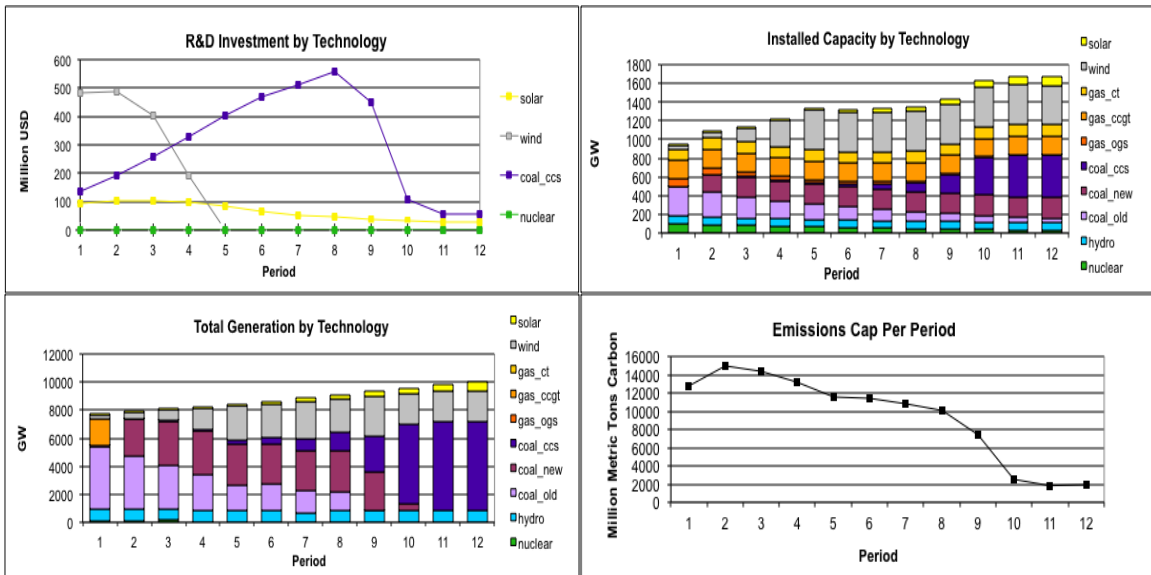 R&D Investment by Technology
600
500
400
300
200
100
0
Million USD
1 2 3 4 5 6 7 8 9 10 11 12
Period
solar
wind
coal_ccs
nuclear
Installed Capacity by Technology
1800
1600
1400
1200
1000
800
600
400
200
0
GW
1 2 3 4 5 6 7 8 9 10 11 12
Period
solar
wind
gas_ct
gas_ccgt
gas_ogs
coal_ccs
coal_new
coal_old
hydro
nuclear
Total Generation by Technology
12000
10000
8000
6000
4000
2000
0
GW
1 2 3 4 5 6 7 8 9 10 11 12
Period
solar
wind
gas_ct
gas_ccgt
gas_ogs
coal_ccs
coal_new
coal_old
hydro
nuclear
Emissions Cap Per Period
16000
14000
12000
10000
8000
6000
4000
2000
0
Million Metric Tons Carbon
1 2 3 4 5 6 7 8 9 10 11 12
Period